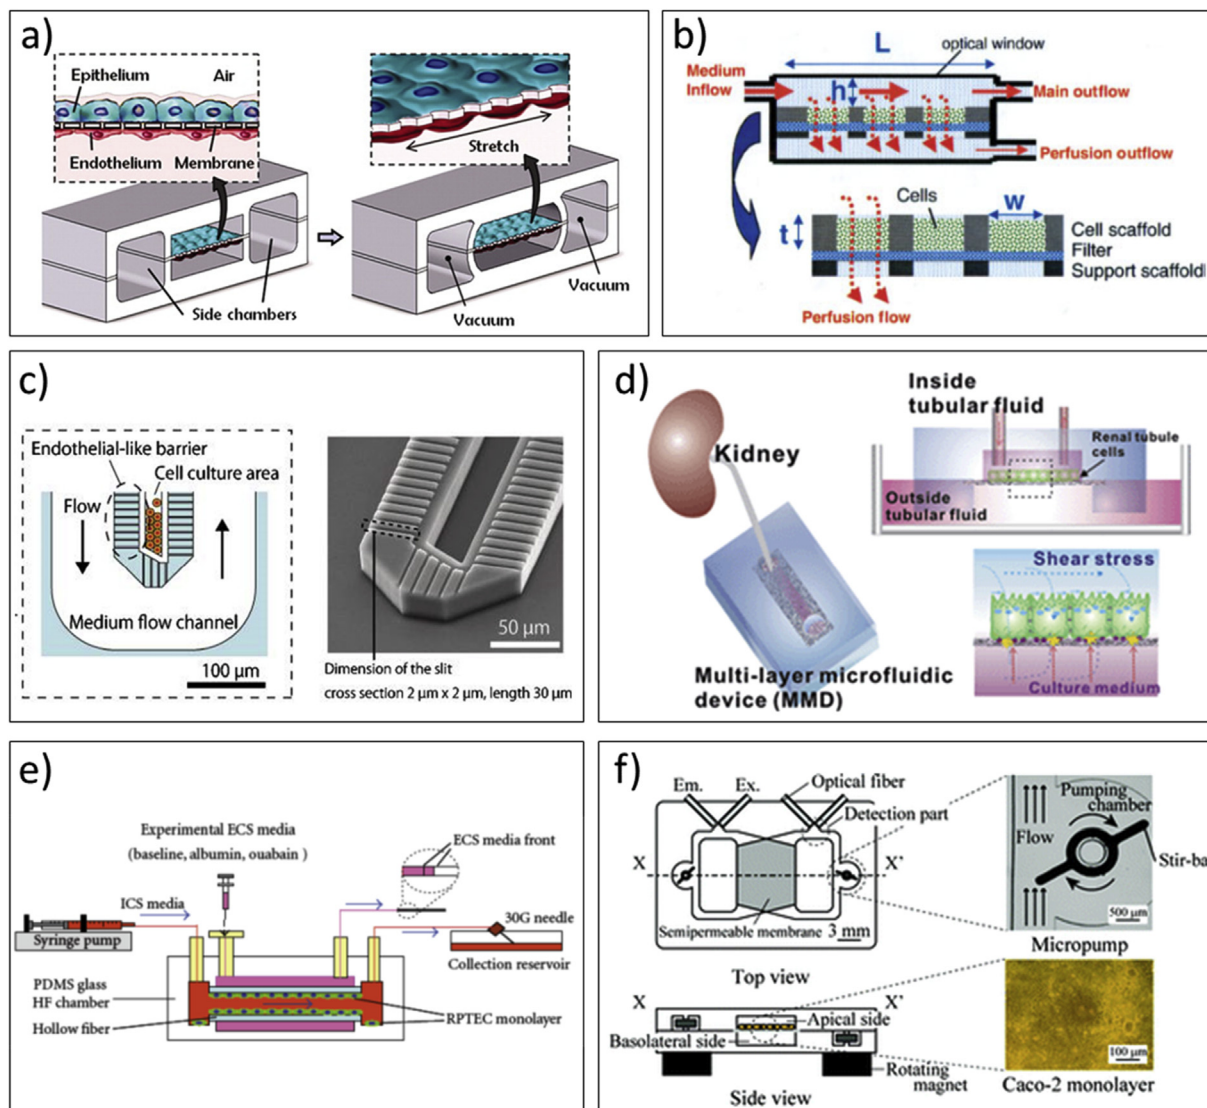 a)
Epithelium
Air
Endothelium
Membrane
Stretch
Side chambers
Vacuum
Vacuum
b)
L
optical window
Medium
Inflow
h
Main outflow
Perfusion outflow
Cells
w
t
Cell scaffold
Filter
Support scaffold
Perfusion flow
c)
Endothelial-like barrier
Cell culture area
Flow
Medium flow channel
100 µm
50 µm
Dimension of the slit
cross section 2 µm x 2 µm, length 30 µm
d)
Kidney
Multi-layer microfluidic
device (MMD)
Inside
tubular fluid
Renal tubule
cells
Outside
tubular fluid
Shear stress
Culture medium
e)
Experimental ECS media
(baseline, albumin, ouabain )
ECS media front
ICS media
Syringe pump
30G needle
Collection reservoir
PDMS glass
HF chamber
Hollow fiber
RPTEC monolayer
f)
Em.
Ex.
Optical fiber
Detection part
X
X'
Semipermeable membrane
3 mm
Top view
Pumping
chamber
Flow
Stir-ba
500 µm
Micropump
X
X'
Apical side
Basolateral side
Rotating
magnet
Side view
100 µm
Caco-2 monolayer